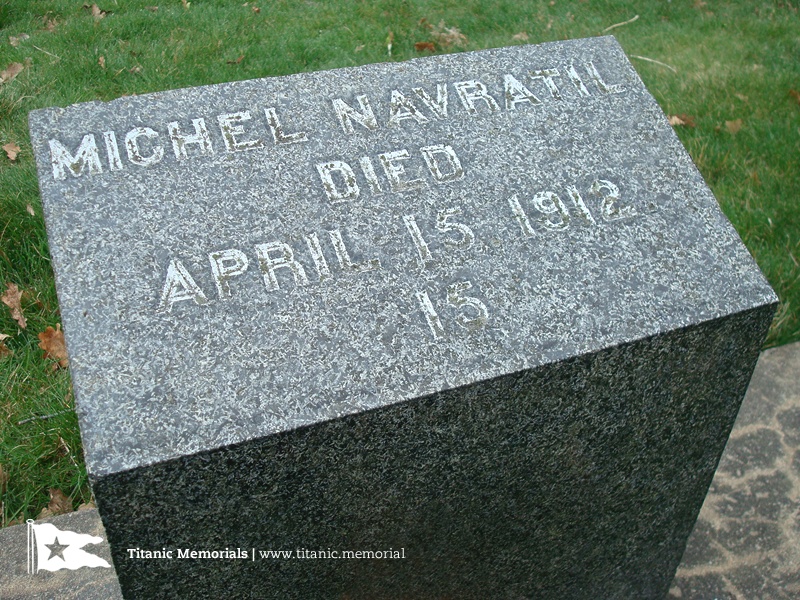 MICHEL NAVRATIL
DIED
APRIL 15. 1912
15
Titanic Memorials | www.titanic.memorial